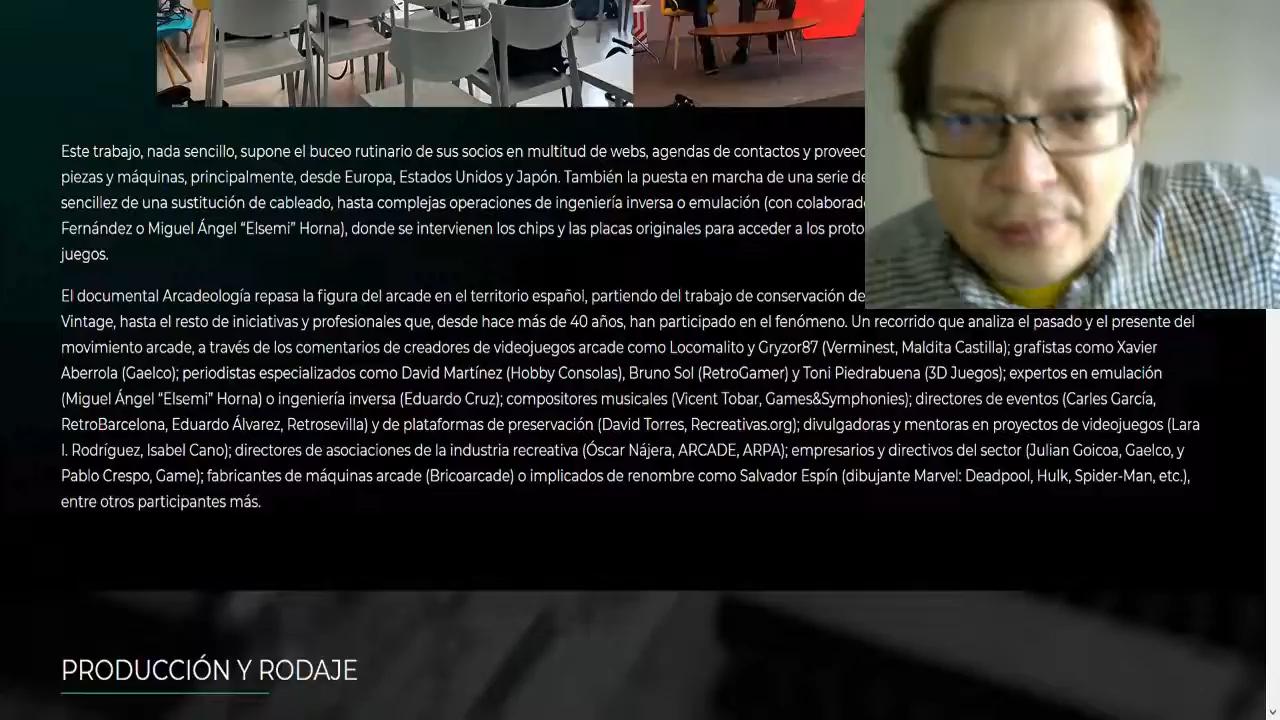 Este trabajo, nada sencillo, supone el buceo rutinario de sus socios en multitud de webs, agendas de contactos y
piezas y máquinas, principalmente, desde Europa, Estados Unidos y Japón. También la puesta en marcha de una serie
sencillez de una sustitución de cableado, hasta complejas operaciones de ingeniería inversa o emulación (con
Fernández o Miguel Ángel “Elsemi” Horna), donde se intervienen los chips y las placas originales para acceder a los
juegos.
El documental Arcadeología repasa la figura del arcade en el territorio español, partiendo del trabajo de conservación de
Vintage, hasta el resto de iniciativas y profesionales que, desde hace más de 40 años, han participado en el fenómeno. Un recorrido que analiza el pasado y el presente del
movimiento arcade, a través de los comentarios de creadores de videojuegos arcade como Locomalito y Gryzor87 (Verminest, Maldita Castilla); grafistas como Xavier
Aberrola (Gaelco); periodistas especializados como David Martínez (Hobby Consolas), Bruno Sol (RetroGamer) y Toni Piedrabuena (3D Juegos); expertos en emulación
(Miguel Ángel “Elsemi” Horna) o ingeniería inversa (Eduardo Cruz); compositores musicales (Vicent Tobar, Games&Symphonies); directores de eventos (Carles García,
RetroBarcelona, Eduardo Álvarez, Retrosevilla) y de plataformas de preservación (David Torres, Recreativas.org); divulgadoras y mentoras en proyectos de videojuegos (Lara
I. Rodríguez, Isabel Cano); directores de asociaciones de la industria recreativa (Óscar Nájera, ARCADE, ARPA); empresarios y directivos del sector (Julian Goicoa, Gaelco, y
Pablo Crespo, Game); fabricantes de máquinas arcade (Bricoarcade) o implicados de renombre como Salvador Espín (dibujante Marvel: Deadpool, Hulk, Spider-Man, etc.),
entre otros participantes más.
PRODUCCIÓN Y RODAJE